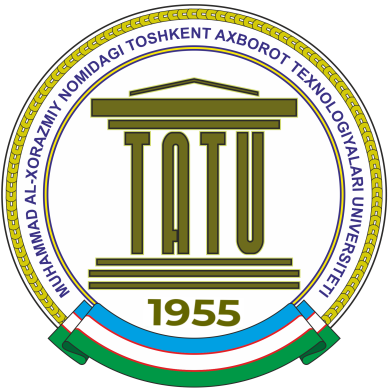 MUHAMMAD AL-XORAZMIY NOMIDAGI TOSHKENT AXBOROT TEXNOLOGIYALARI UNIVERSITETI
TATU
1955